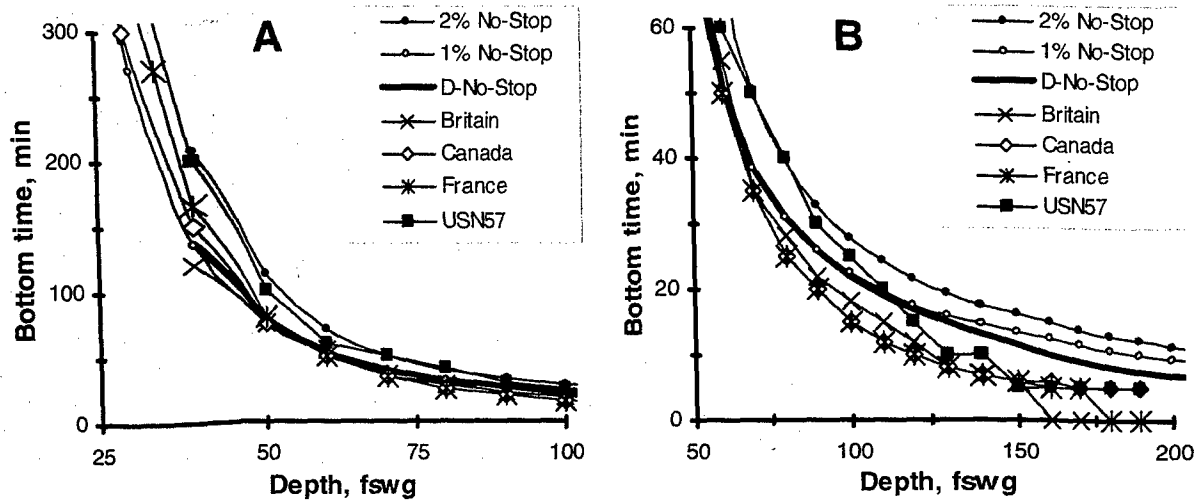 A
2% No-Stop
1% No-Stop
D-No-Stop
Britain
Canada
France
USN57
Bottom time, min
300
200
100
0
25
50
75
100
Depth, fswg
B
2% No-Stop
1% No-Stop
D-No-Stop
Britain
Canada
France
USN57
Bottom time, min
60
40
20
0
50
100
150
200
Depth, fswg